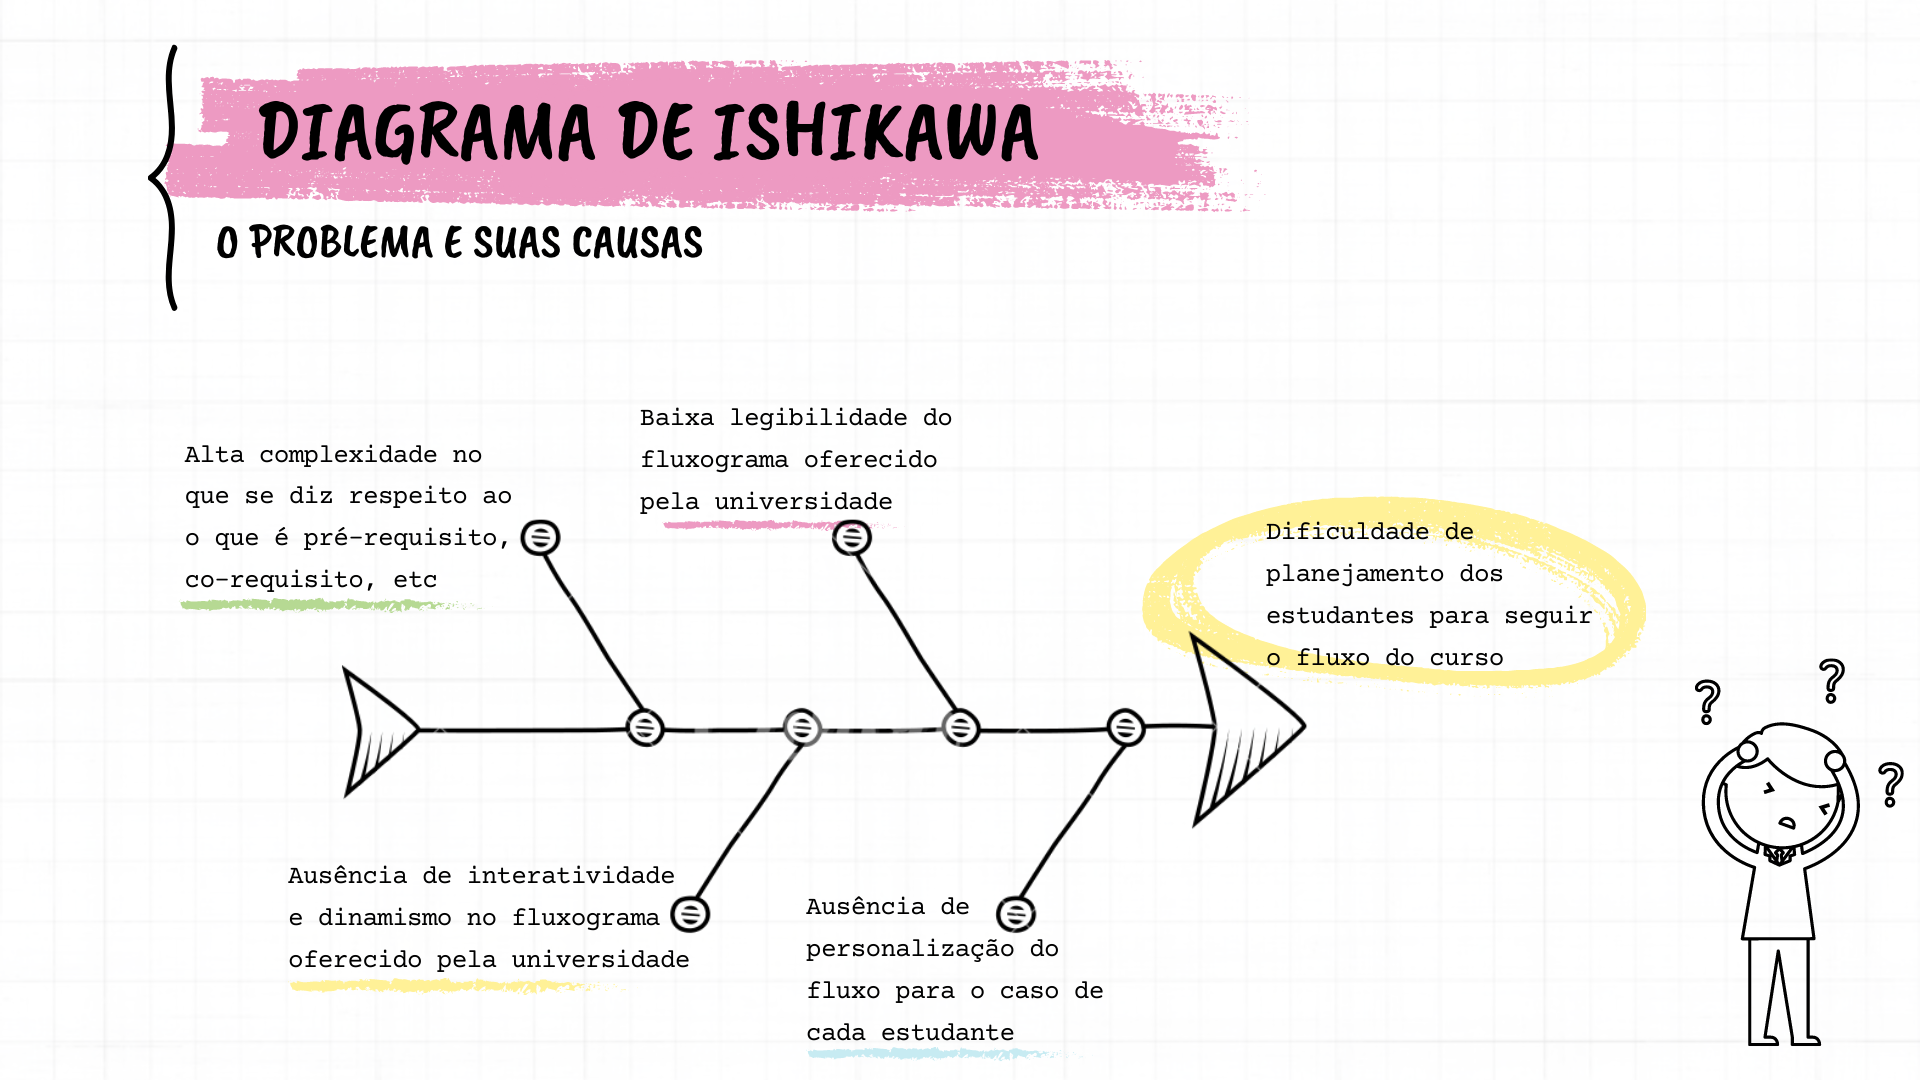 DIAGRAMA DE ISHIKAWA
O PROBLEMA E SUAS CAUSAS
Alta complexidade no
que se diz respeito ao
o que é pré-requisito,
co-requisito, etc
Baixa legibilidade do
fluxograma oferecido
pela universidade
Dificuldade de
planejamento dos
estudantes para seguir
o fluxo do curso
?
?
?
Ausência de interatividade
e dinamismo no fluxograma
oferecido pela universidade
Ausência de
personalização do
fluxo para o caso de
cada estudante